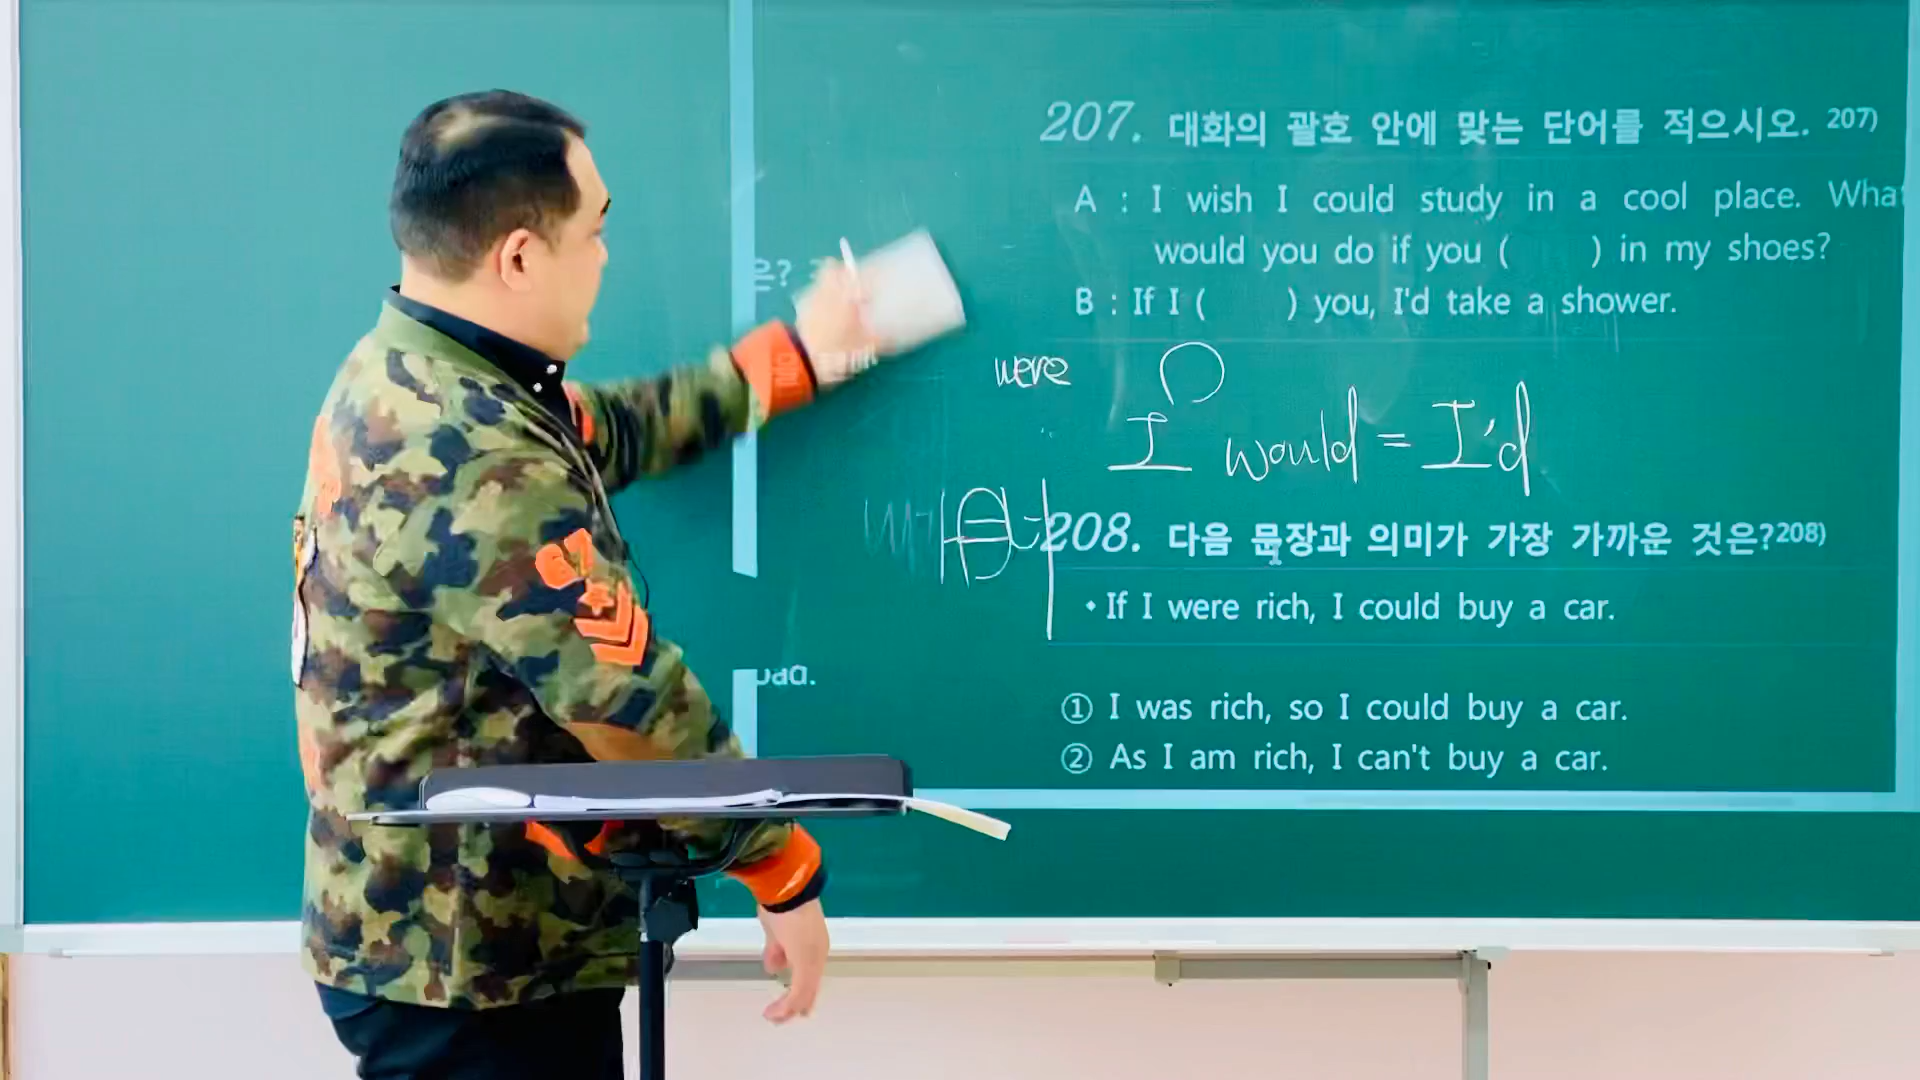 207. 대화의 괄호 안에 맞는 단어를 적으시오. 207)
A : I wish I could study in a cool place. What
would you do if you ( ) in my shoes?
은?
B : If I ( ) you, I'd take a shower.
were
I would = I'd
208. 다음 문장과 의미가 가장 가까운 것은?208)
• If I were rich, I could buy a car.
① I was rich, so I could buy a car.
② As I am rich, I can't buy a car.